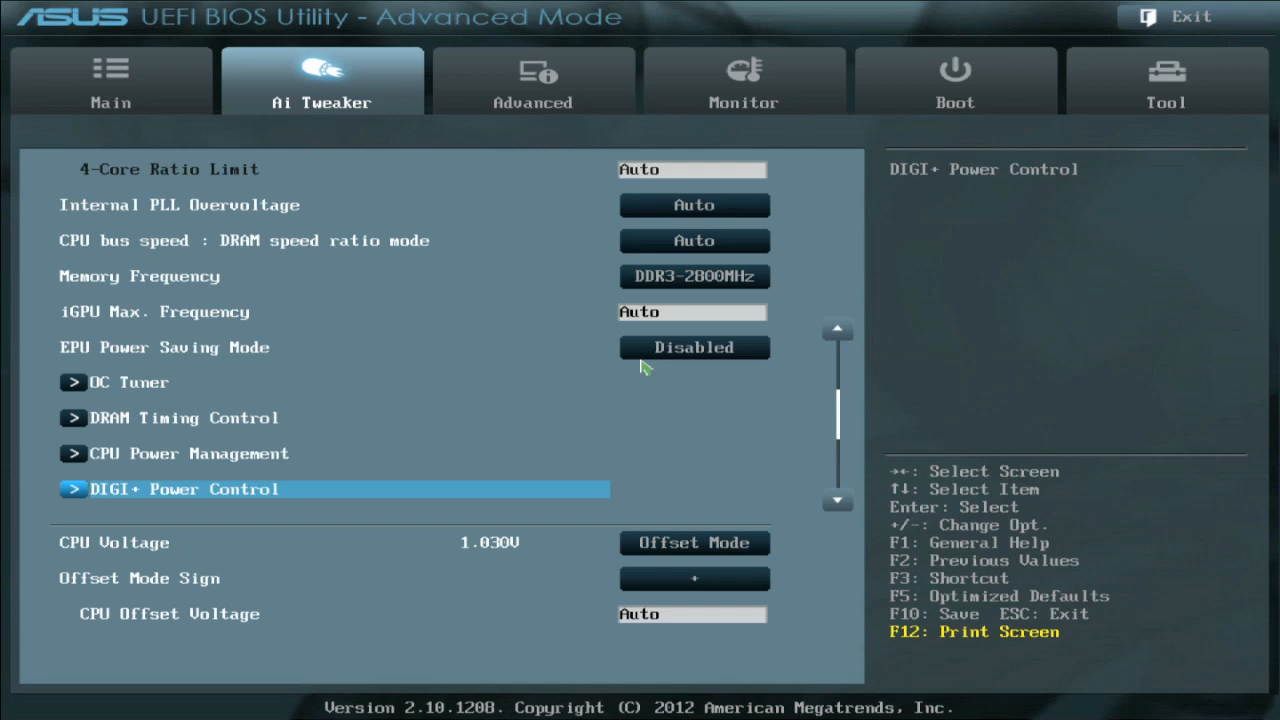 ASUS UEFI BIOS Utility - Advanced Mode
Exit
Main
Ai Tweaker
Advanced
Monitor
Boot
Tool
4-Core Ratio Limit Auto
Internal PLL Overvoltage Auto
CPU bus speed : DRAM speed ratio mode Auto
Memory Frequency DDR3-2800MHz
iGPU Max. Frequency Auto
EPU Power Saving Mode Disabled
> OC Tuner
> DRAM Timing Control
> CPU Power Management
> DIGI+ Power Control
CPU Voltage 1.030V Offset Mode
Offset Mode Sign +
CPU Offset Voltage Auto
DIGI+ Power Control
→←: Select Screen
↑↓: Select Item
Enter: Select
+/-: Change Opt.
F1: General Help
F2: Previous Values
F3: Shortcut
F5: Optimized Defaults
F10: Save ESC: Exit
F12: Print Screen
Version 2.10.1208. Copyright (C) 2012 American Megatrends, Inc.